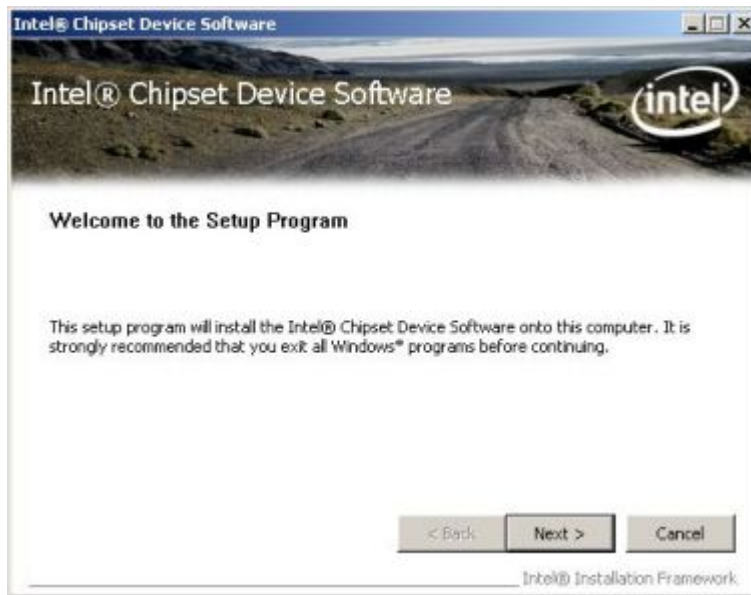 Intel® Chipset Device Software
Intel® Chipset Device Software
intel
Welcome to the Setup Program
This setup program will install the Intel® Chipset Device Software onto this computer. It is
strongly recommended that you exit all Windows* programs before continuing.
< Back
Next >
Cancel
Intel® Installation Framework